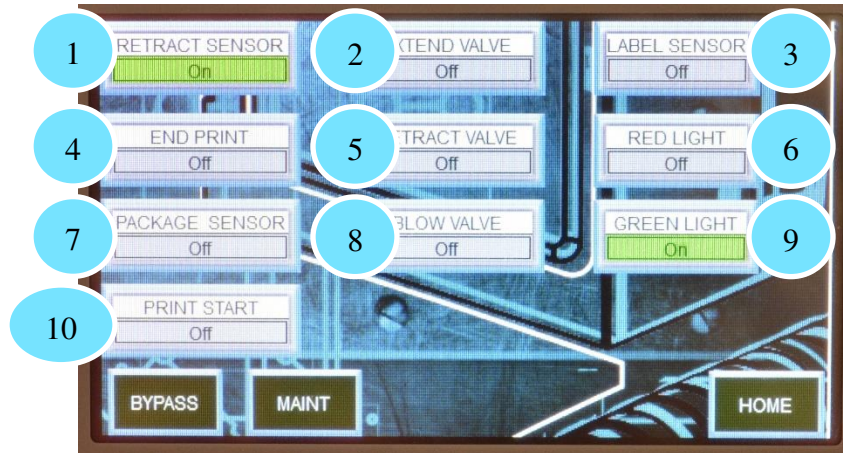 1 RETRACT SENSOR 2 XTEND VALVE LABEL SENSOR 3
On Off Off
4 END PRINT 5 TRACT VALVE RED LIGHT 6
Off Off Off
7 PACKAGE SENSOR 8 BLOW VALVE GREEN LIGHT 9
Off Off On
10 PRINT START
Off
BYPASS MAINT HOME